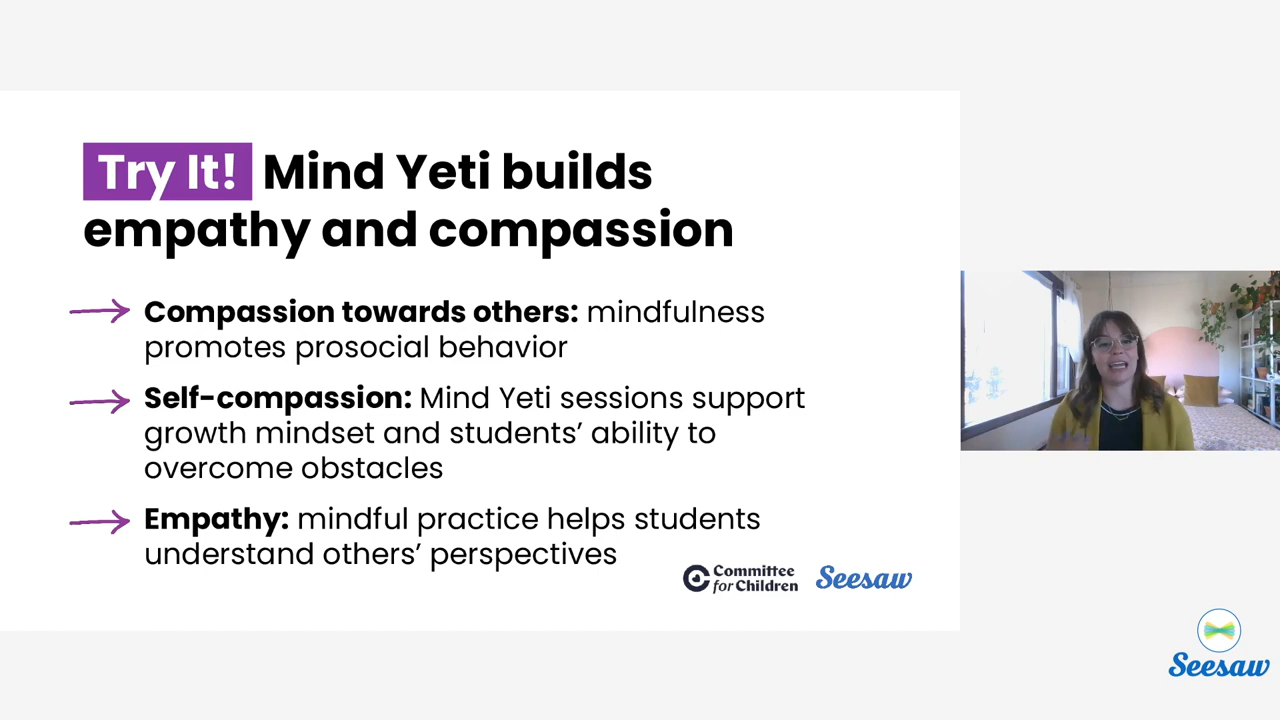 Try It! Mind Yeti builds
empathy and compassion
Compassion towards others: mindfulness
promotes prosocial behavior
Self-compassion: Mind Yeti sessions support
growth mindset and students’ ability to
overcome obstacles
Empathy: mindful practice helps students
understand others’ perspectives
Committee
for Children
Seesaw
Seesaw